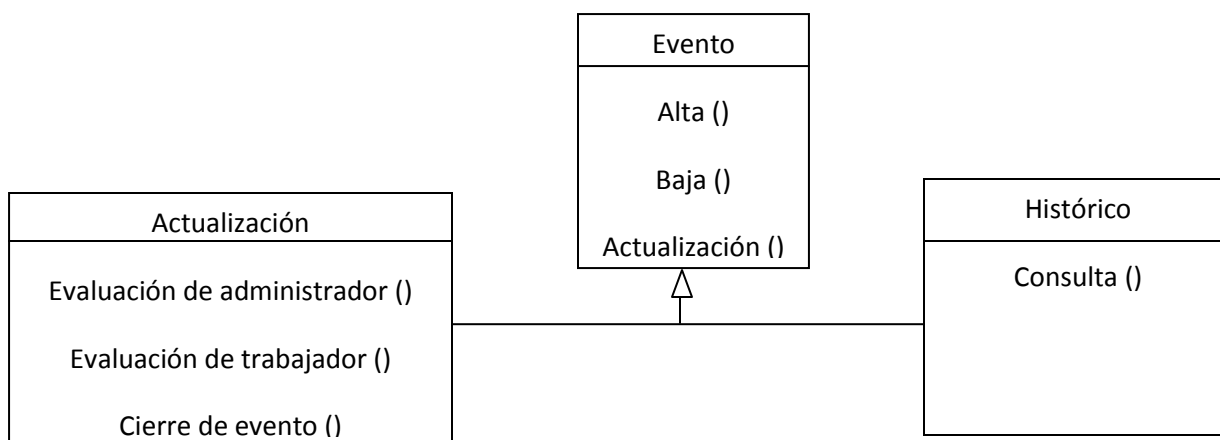 Evento
Alta ()
Baja ()
Actualización ()
Actualización
Evaluación de administrador ()
Evaluación de trabajador ()
Cierre de evento ()
Histórico
Consulta ()